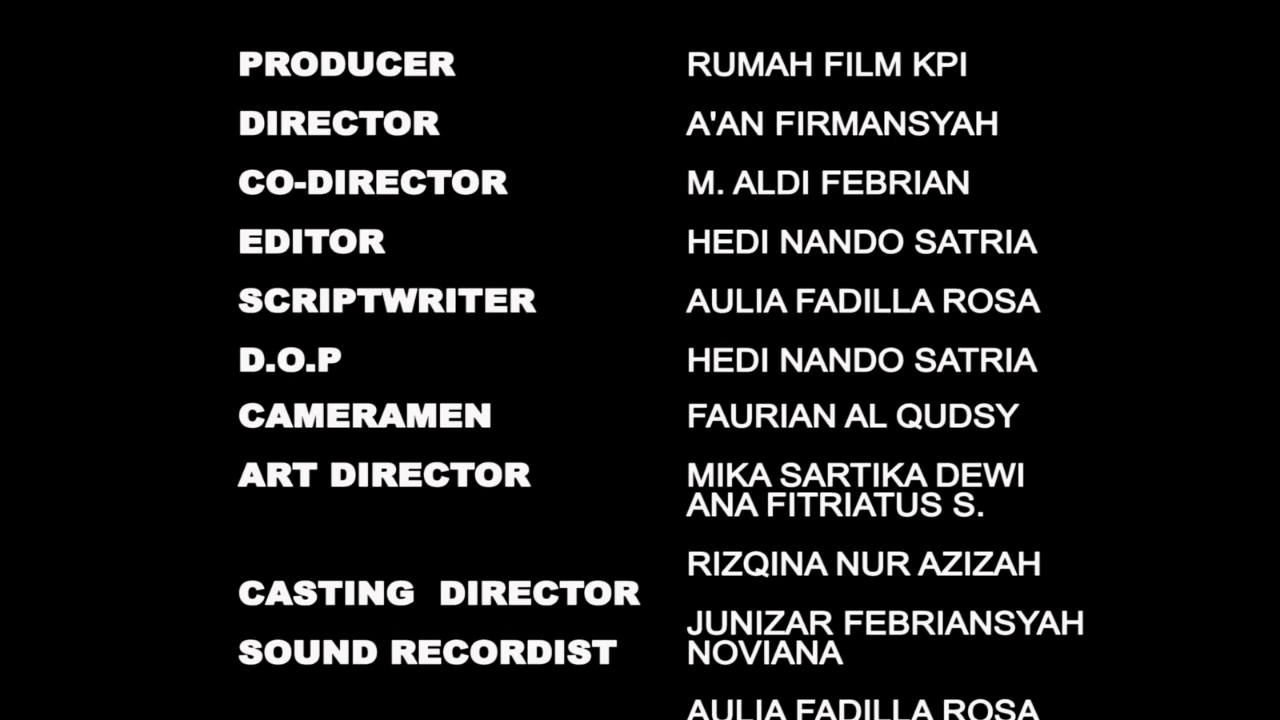 PRODUCER RUMAH FILM KPI
DIRECTOR A'AN FIRMANSYAH
CO-DIRECTOR M. ALDI FEBRIAN
EDITOR HEDI NANDO SATRIA
SCRIPTWRITER AULIA FADILLA ROSA
D.O.P HEDI NANDO SATRIA
CAMERAMEN FAURIAN AL QUDSY
ART DIRECTOR MIKA SARTIKA DEWI
ANA FITRIATUS S.
RIZQINA NUR AZIZAH
CASTING DIRECTOR
JUNIZAR FEBRIANSYAH
SOUND RECORDIST NOVIANA
AULIA FADILLA ROSA